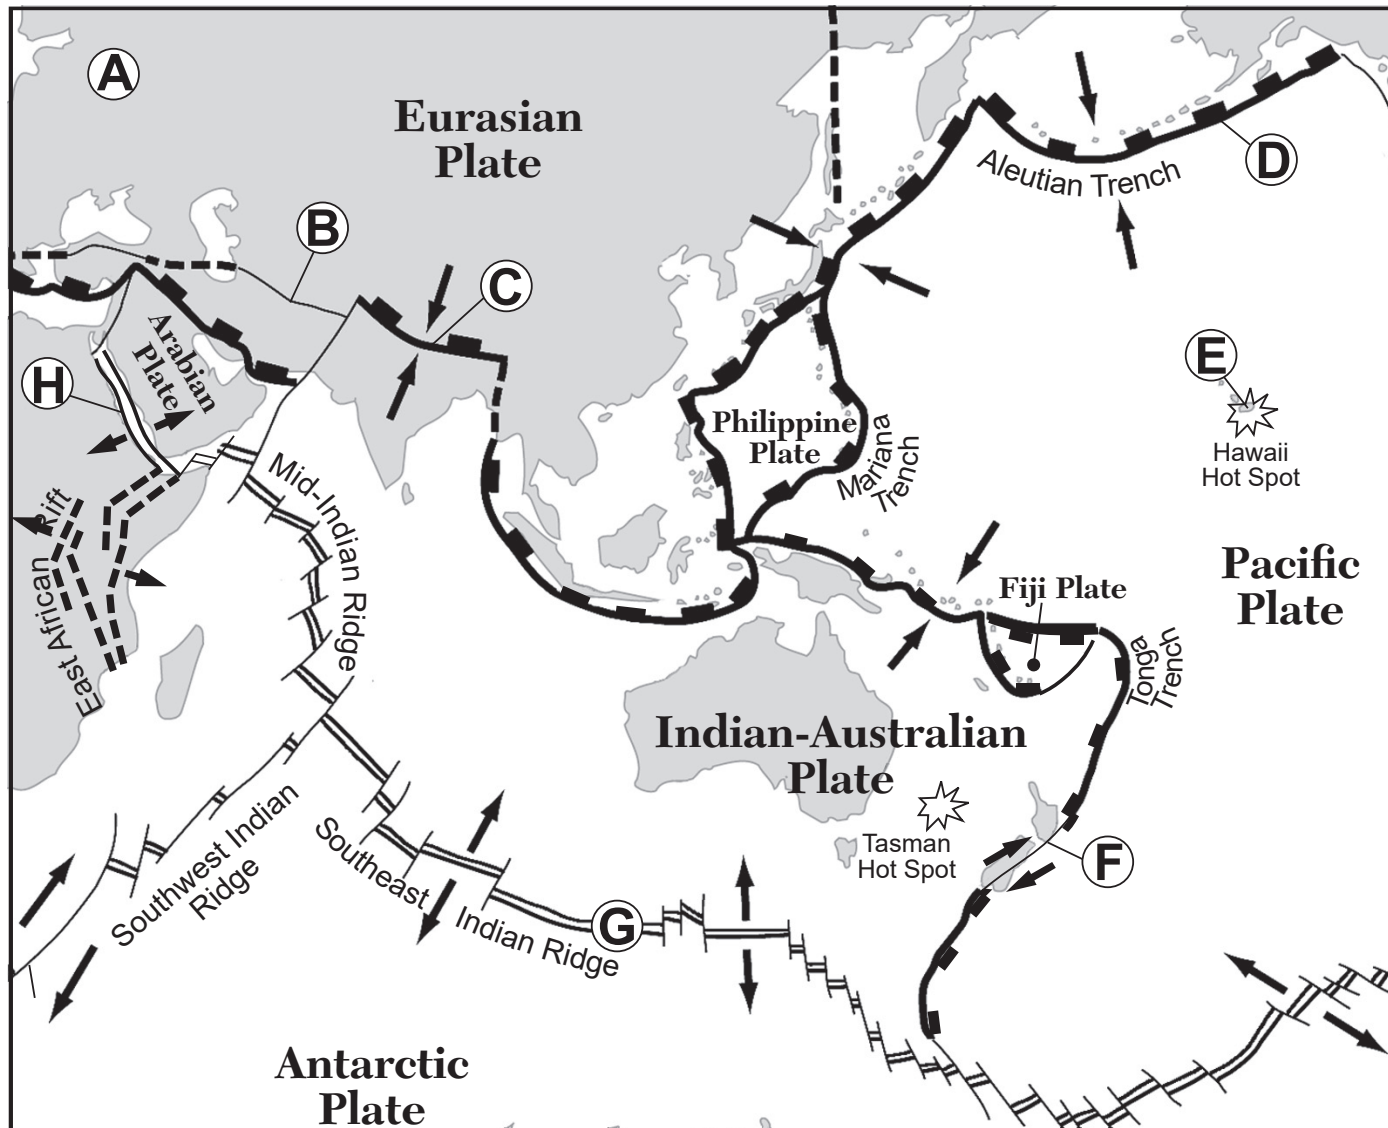 A
Eurasian
Plate
B
C
D
Aleutian Trench
E
Hawaii
Hot Spot
H
Arabian
Plate
Philippine
Plate
Mariana
Trench
Mid-Indian Ridge
East African Rift
Pacific
Plate
Fiji Plate
Tonga
Trench
Indian-Australian
Plate
Tasman
Hot Spot
F
Southwest Indian
Ridge
Southeast Indian Ridge
G
Antarctic
Plate